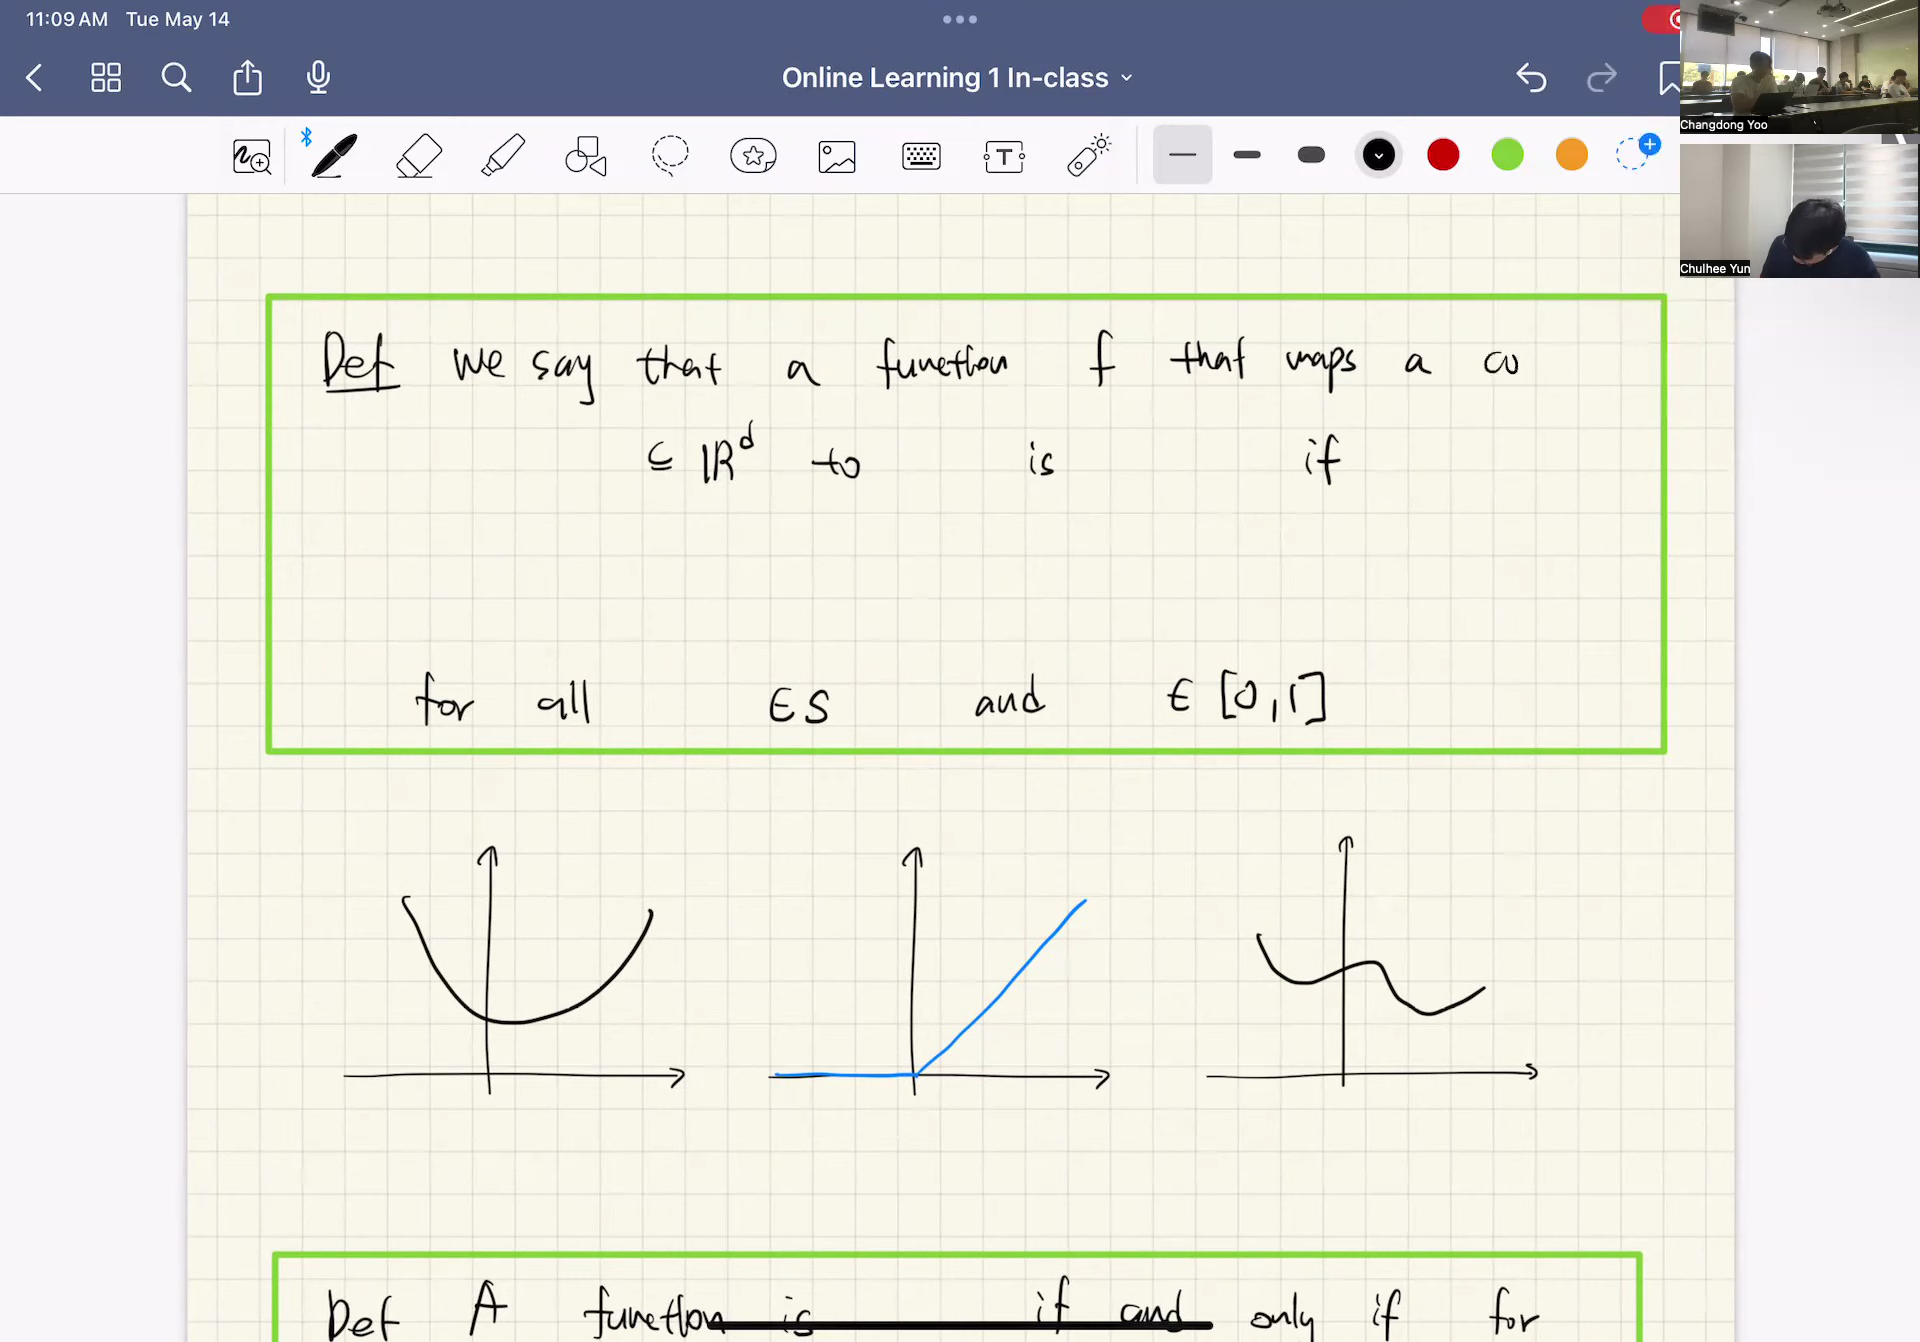 11:09 AM Tue May 14
Online Learning 1 In-class
Changdong Yoo
Chulhee Yun
T
Def We say that a function f that maps a co
⊆ ℝᵈ to is if
for all ∈ S and ∈ [0,1]
Def A function is if and only if for